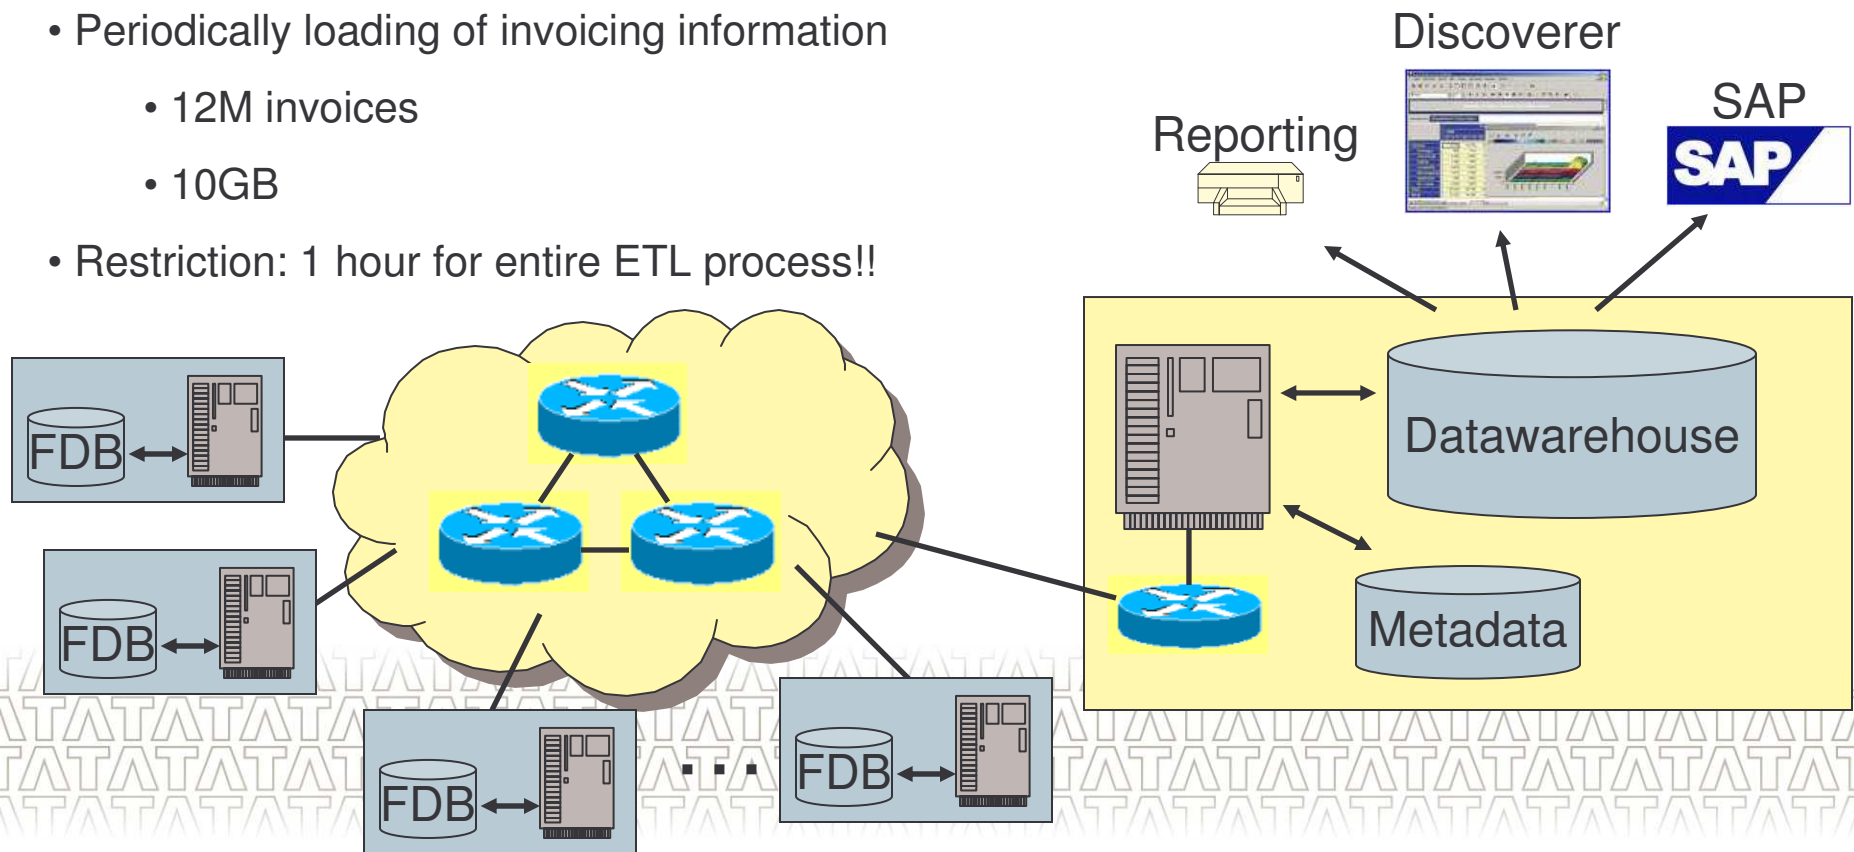 • Periodically loading of invoicing information
• 12M invoices
• 10GB
• Restriction: 1 hour for entire ETL process!!
Discoverer
Reporting
SAP
SAP
FDB
FDB
FDB
...
FDB
Datawarehouse
Metadata